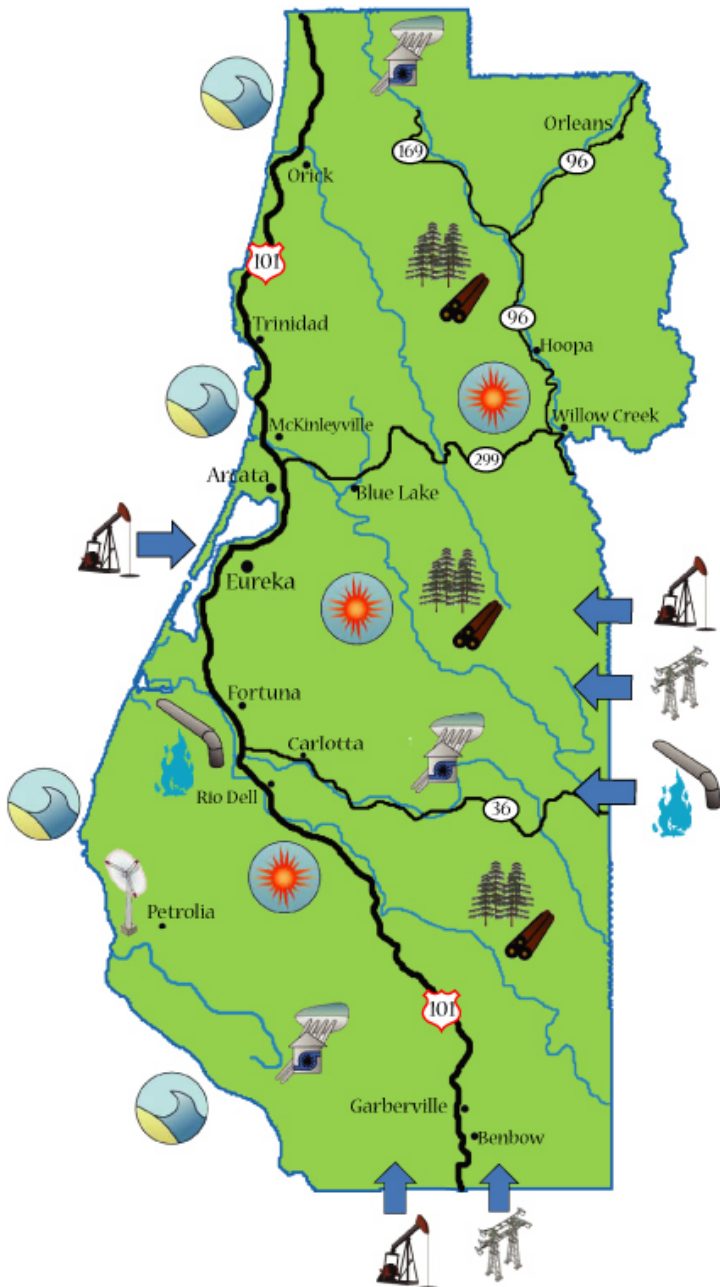 Orleans
169
96
Orick
101
Trinidad
96
Hoopa
Willow Creek
McKinleyville
299
Arcata
Blue Lake
Eureka
Fortuna
Carlotta
Rio Dell
36
Petrolia
101
Garberville
Benbow